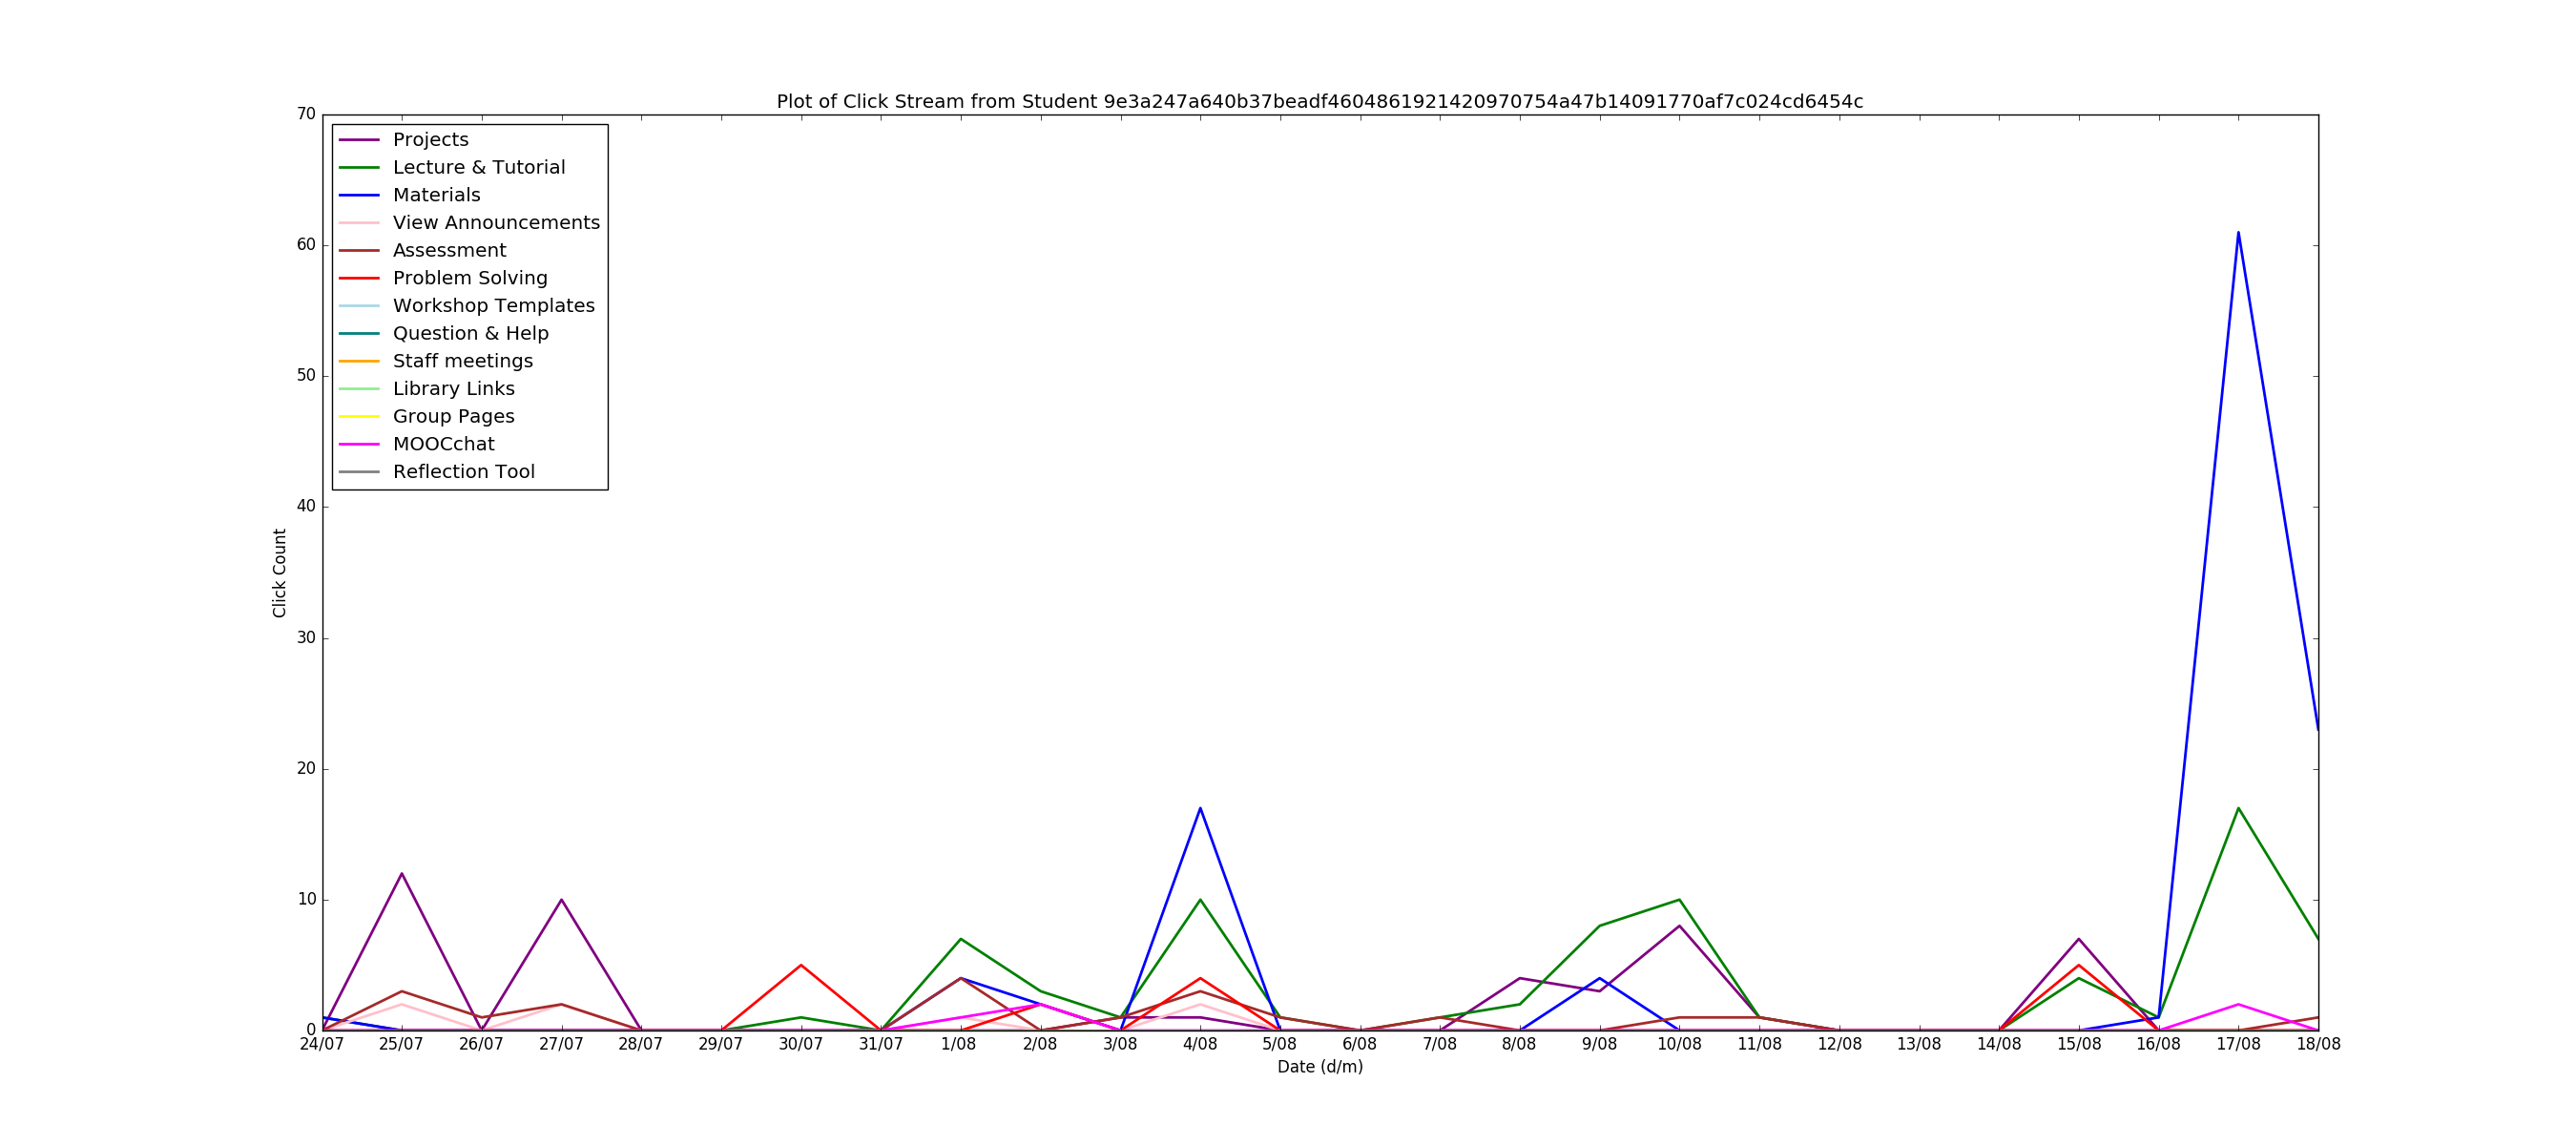 Plot of Click Stream from Student 9e3a247a640b37beadf4604861921420970754a47b14091770af7c024cd6454c
70
60
50
40
30
20
10
0
Click Count
Projects
Lecture & Tutorial
Materials
View Announcements
Assessment
Problem Solving
Workshop Templates
Question & Help
Staff meetings
Library Links
Group Pages
MOOCchat
Reflection Tool
24/07 25/07 26/07 27/07 28/07 29/07 30/07 31/07 1/08 2/08 3/08 4/08 5/08 6/08 7/08 8/08 9/08 10/08 11/08 12/08 13/08 14/08 15/08 16/08 17/08 18/08
Date (d/m)